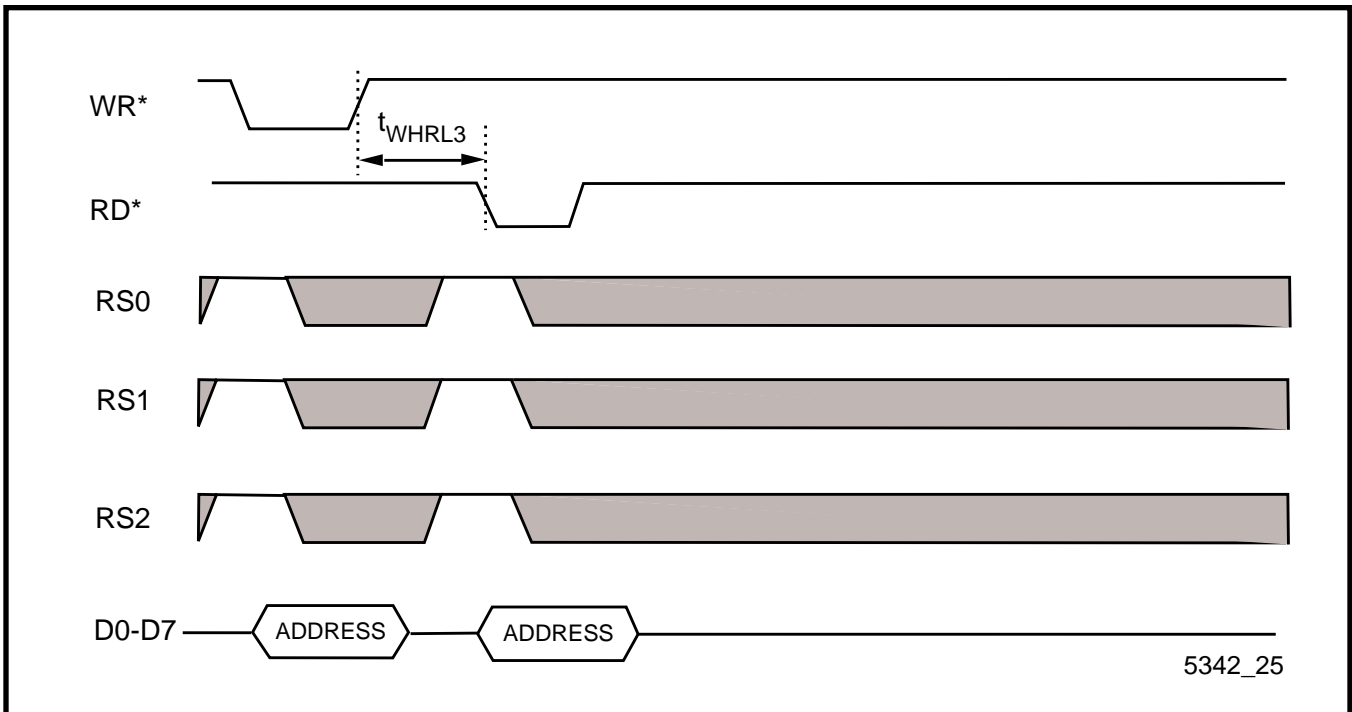 WR*
tWHRL3
RD*
RS0
RS1
RS2
D0-D7
ADDRESS
ADDRESS
5342_25